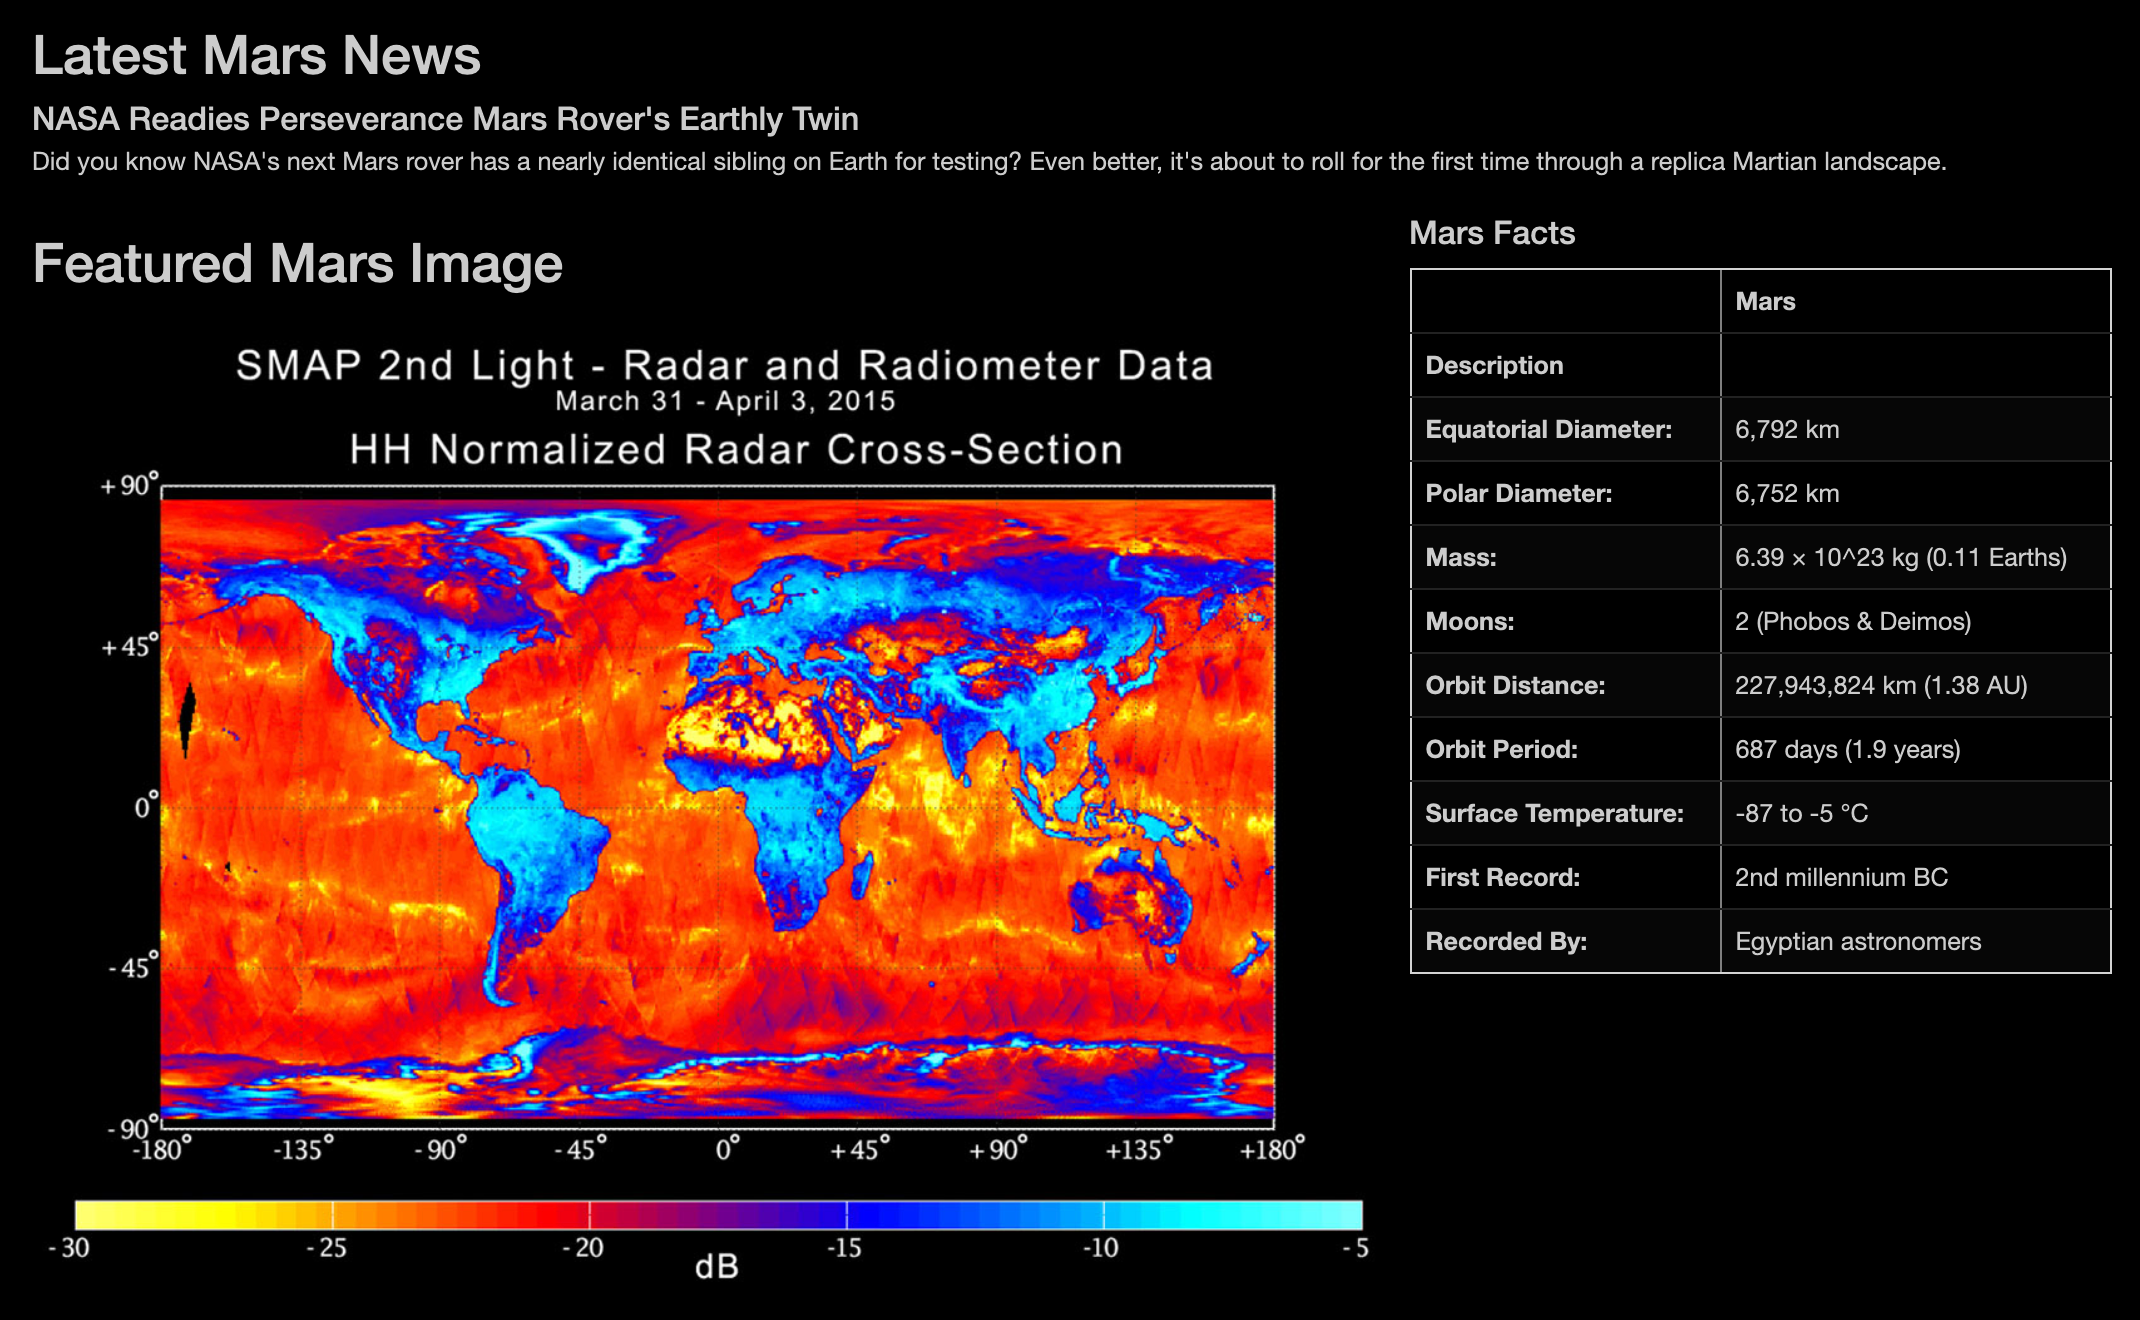 Latest Mars News
NASA Readies Perseverance Mars Rover's Earthly Twin
Did you know NASA's next Mars rover has a nearly identical sibling on Earth for testing? Even better, it's about to roll for the first time through a replica Martian landscape.
Featured Mars Image
SMAP 2nd Light - Radar and Radiometer Data
March 31 - April 3, 2015
HH Normalized Radar Cross-Section
+90°
+45°
0°
-45°
-90°
-180° -135° -90° -45° 0° +45° +90° +135° +180°
-30 -25 -20 -15 -10 -5
dB
Mars Facts
Mars
Description
Equatorial Diameter: 6,792 km
Polar Diameter: 6,752 km
Mass: 6.39 × 10^23 kg (0.11 Earths)
Moons: 2 (Phobos & Deimos)
Orbit Distance: 227,943,824 km (1.38 AU)
Orbit Period: 687 days (1.9 years)
Surface Temperature: -87 to -5 °C
First Record: 2nd millennium BC
Recorded By: Egyptian astronomers